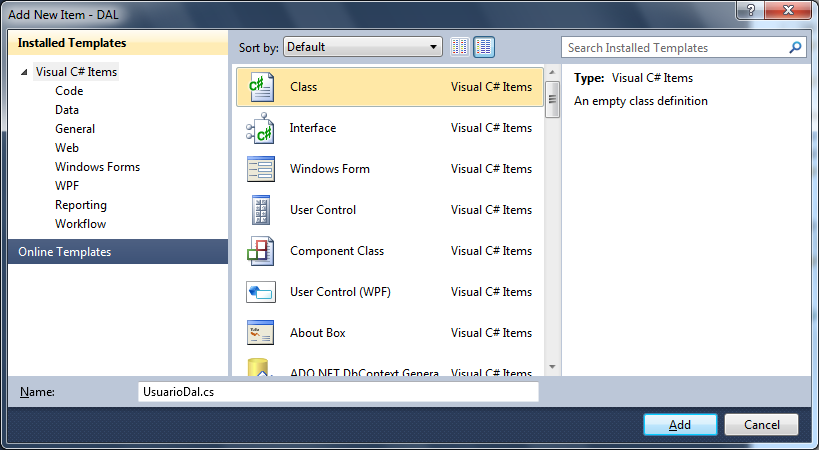 Add New Item - DAL
Installed Templates
Visual C# Items
Code
Data
General
Web
Windows Forms
WPF
Reporting
Workflow
Online Templates
Sort by: Default
Class Visual C# Items
Interface Visual C# Items
Windows Form Visual C# Items
User Control Visual C# Items
Component Class Visual C# Items
User Control (WPF) Visual C# Items
About Box Visual C# Items
ADO.NET DbContext Genera... Visual C# Items
Search Installed Templates
Type: Visual C# Items
An empty class definition
Name: UsuarioDal.cs
Add
Cancel